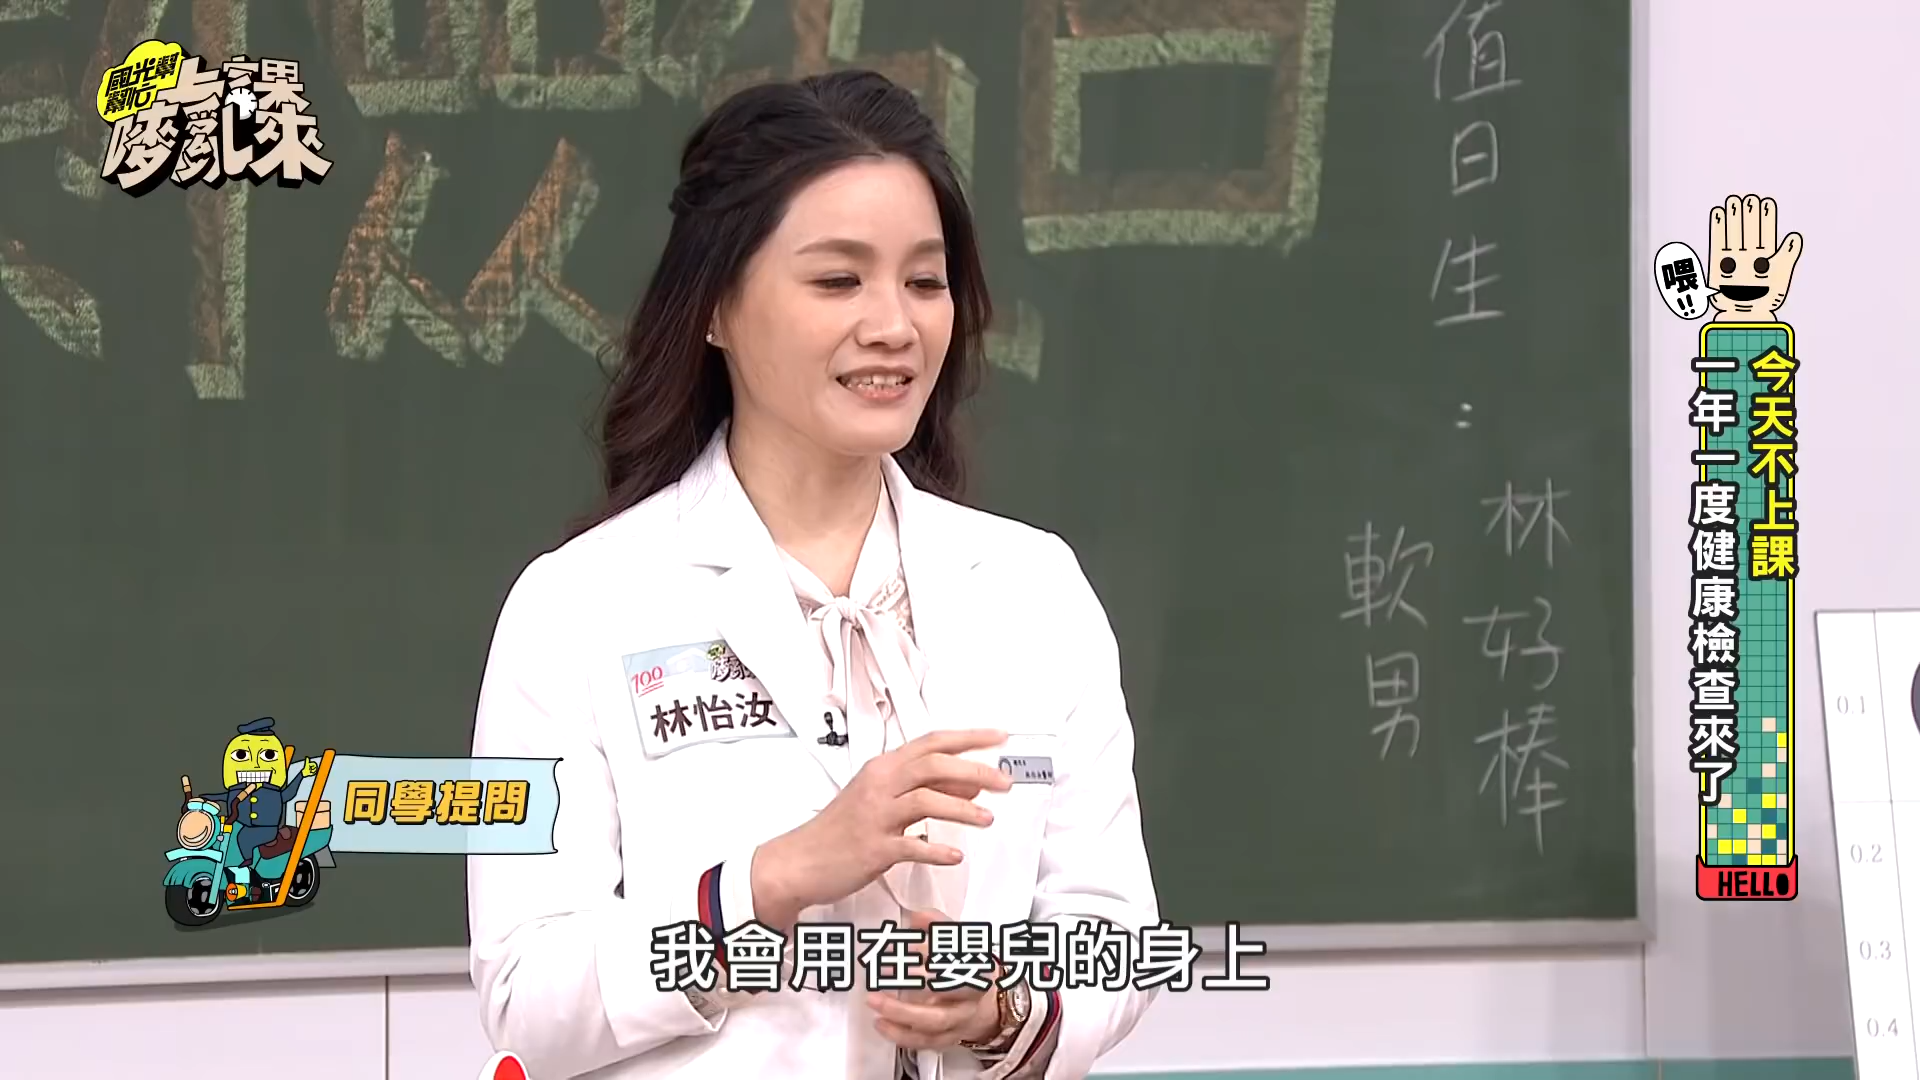 國光幫幫忙
上課
嘜亂來
值日生：
林好棒
軟男
喂!!
今天不上課
一年一度健康檢查來了
HELLO
100
林怡汝
同學提問
我會用在嬰兒的身上
0.1
0.2
0.3
0.4